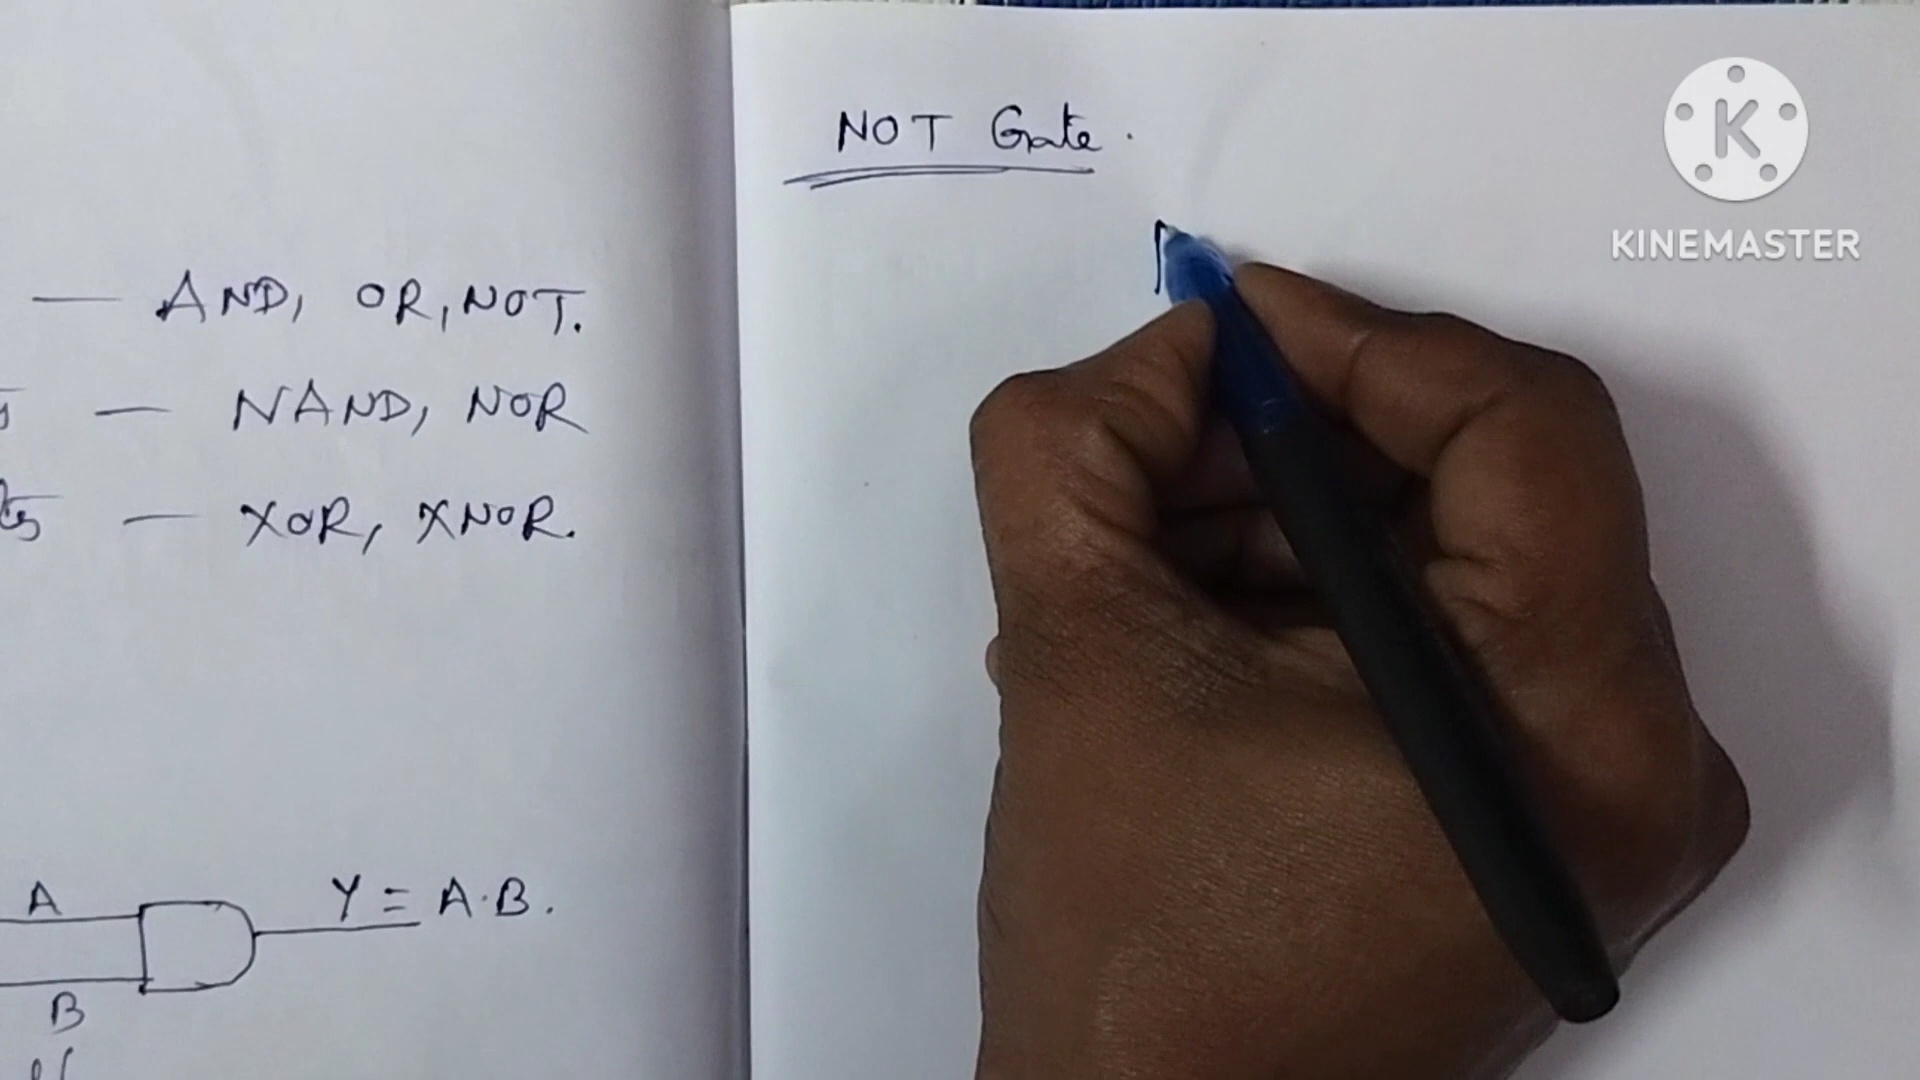 — AND, OR, NOT.
— NAND, NOR
— XOR, XNOR.
A
Y = A.B.
B
NOT Gate.
K
KINEMASTER